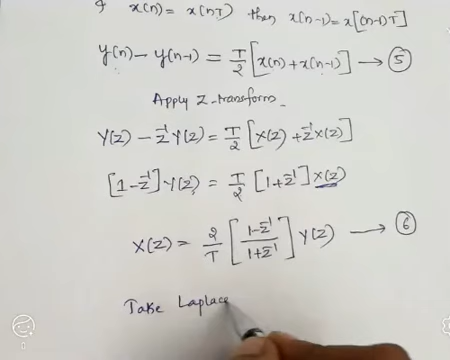 & x(n) = x(nT) then x(n-1) = x[(n-1)T]
y(n) - y(n-1) = T/2 [x(n) + x(n-1)] → ⑤
Apply Z-transform.
Y(Z) - Z⁻¹Y(Z) = T/2 [X(Z) + Z⁻¹X(Z)]
[1-Z⁻¹]Y(Z) = T/2 [1+Z⁻¹]X(Z)
X(Z) = 2/T [1-Z⁻¹/1+Z⁻¹] Y(Z) → ⑥
Take Laplace